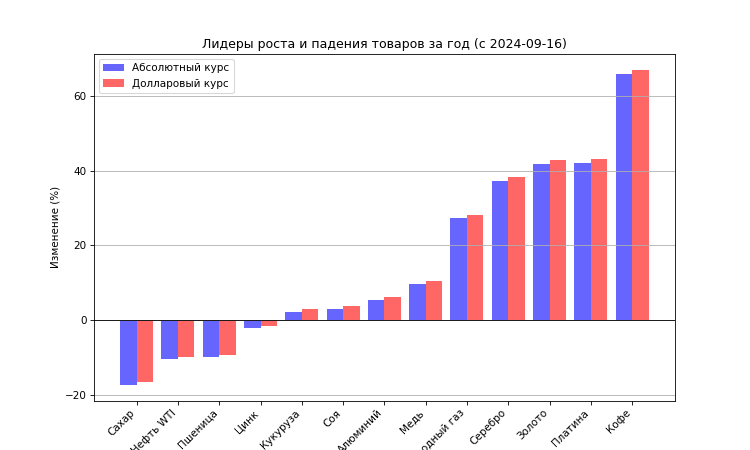 Лидеры роста и падения товаров за год (с 2024-09-16)
Абсолютный курс
Долларовый курс
Изменение (%)
60
40
20
0
−20
Сахар
Нефть WTI
Пшеница
Цинк
Кукуруза
Соя
Алюминий
Медь
газ
Серебро
Золото
Платина
Кофе